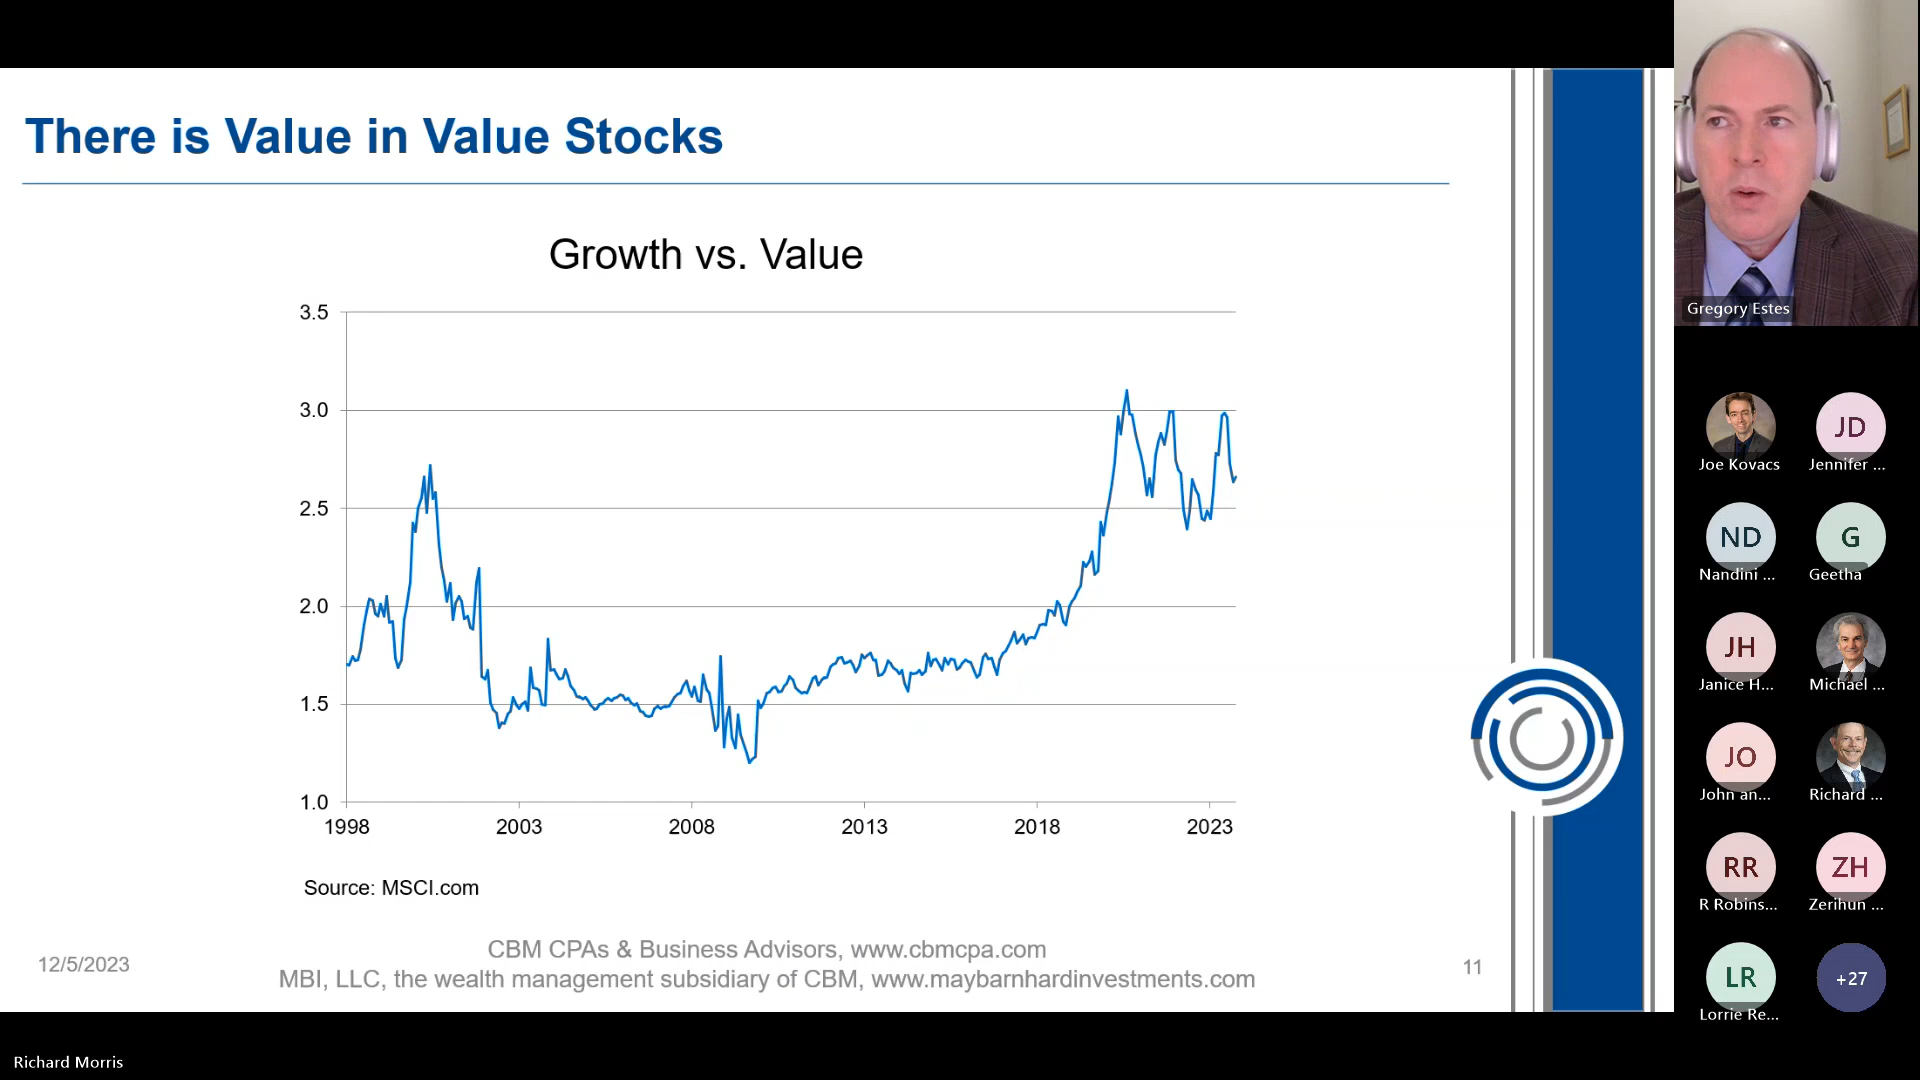 There is Value in Value Stocks
Growth vs. Value
3.5
3.0
2.5
2.0
1.5
1.0
1998 2003 2008 2013 2018 2023
Source: MSCI.com
12/5/2023
CBM CPAs & Business Advisors, www.cbmcpa.com
MBI, LLC, the wealth management subsidiary of CBM, www.maybarnhardinvestments.com
11
Richard Morris
Gregory Estes
Joe Kovacs
JD
Jennifer ...
ND
Nandini ...
G
Geetha
JH
Janice H...
Michael ...
JO
John an...
Richard ...
RR
R Robins...
ZH
Zerihun ...
LR
Lorrie Re...
+27